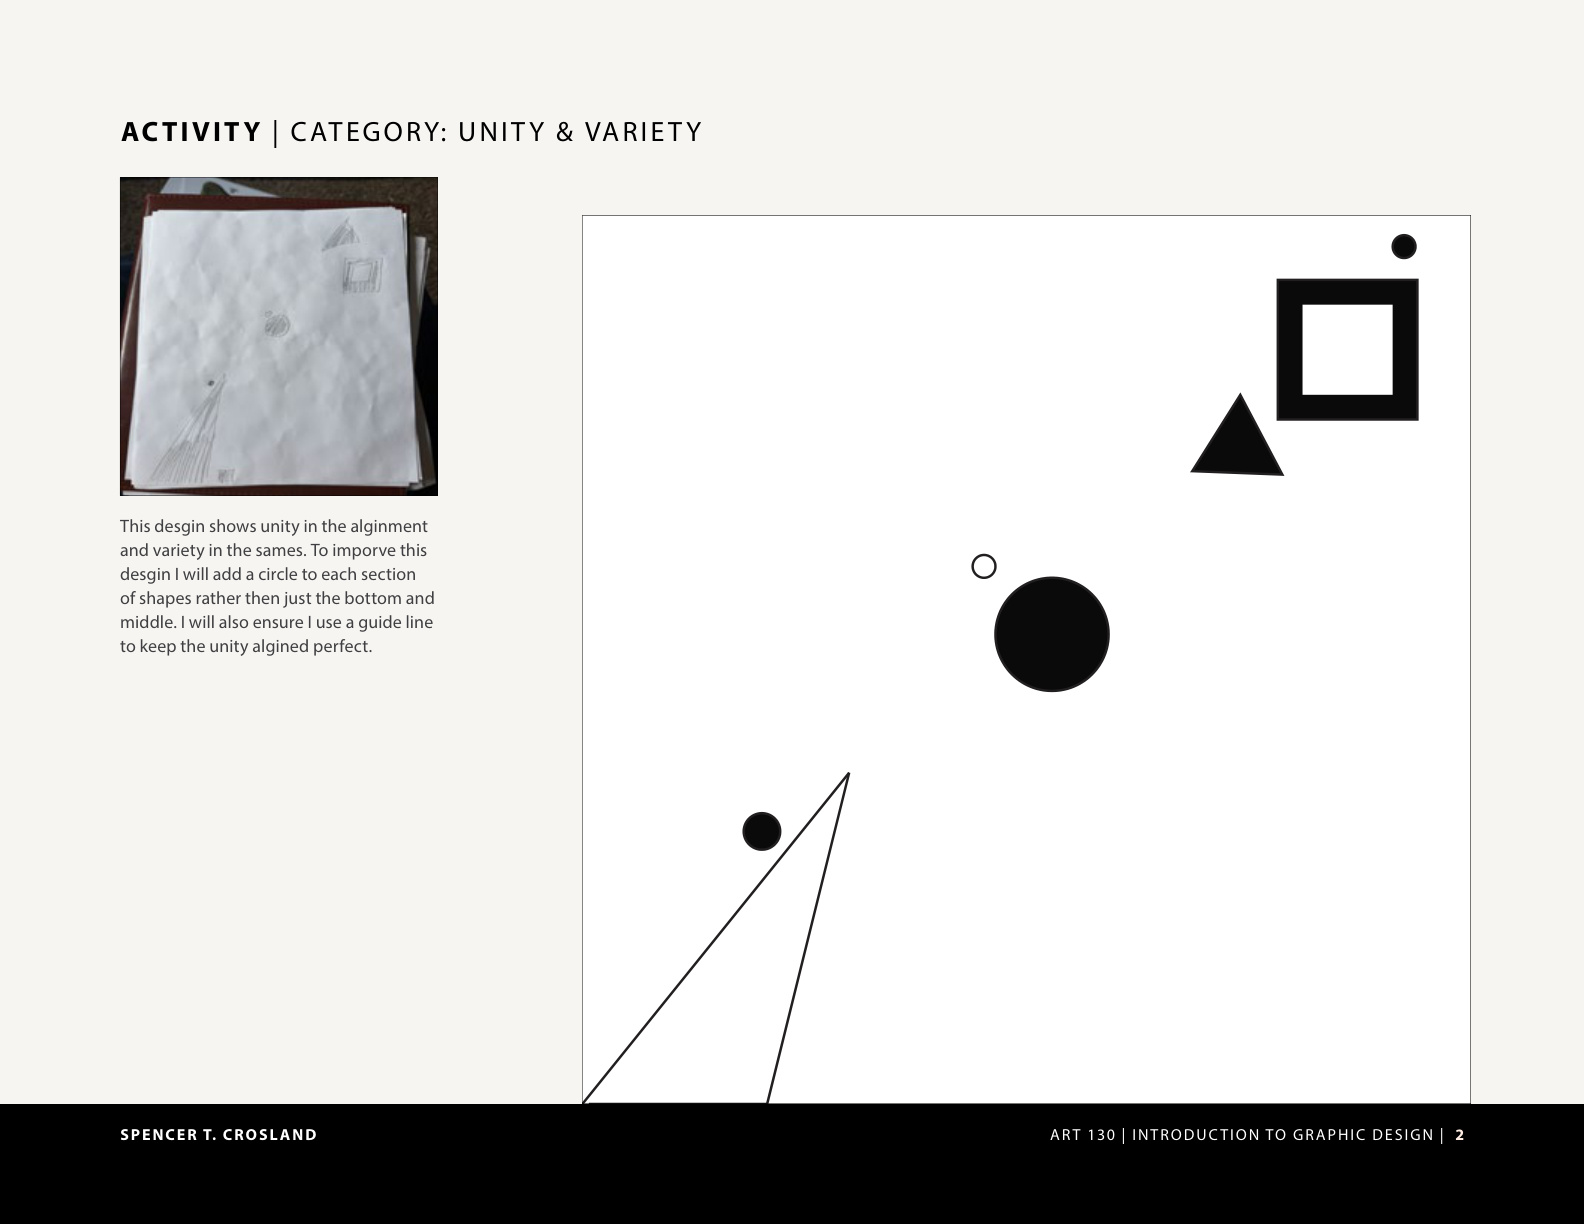 ACTIVITY | CATEGORY: UNITY & VARIETY
This desgin shows unity in the alginment
and variety in the sames. To imporve this
desgin I will add a circle to each section
of shapes rather then just the bottom and
middle. I will also ensure I use a guide line
to keep the unity algined perfect.
SPENCER T. CROSLAND
ART 130 | INTRODUCTION TO GRAPHIC DESIGN | 2